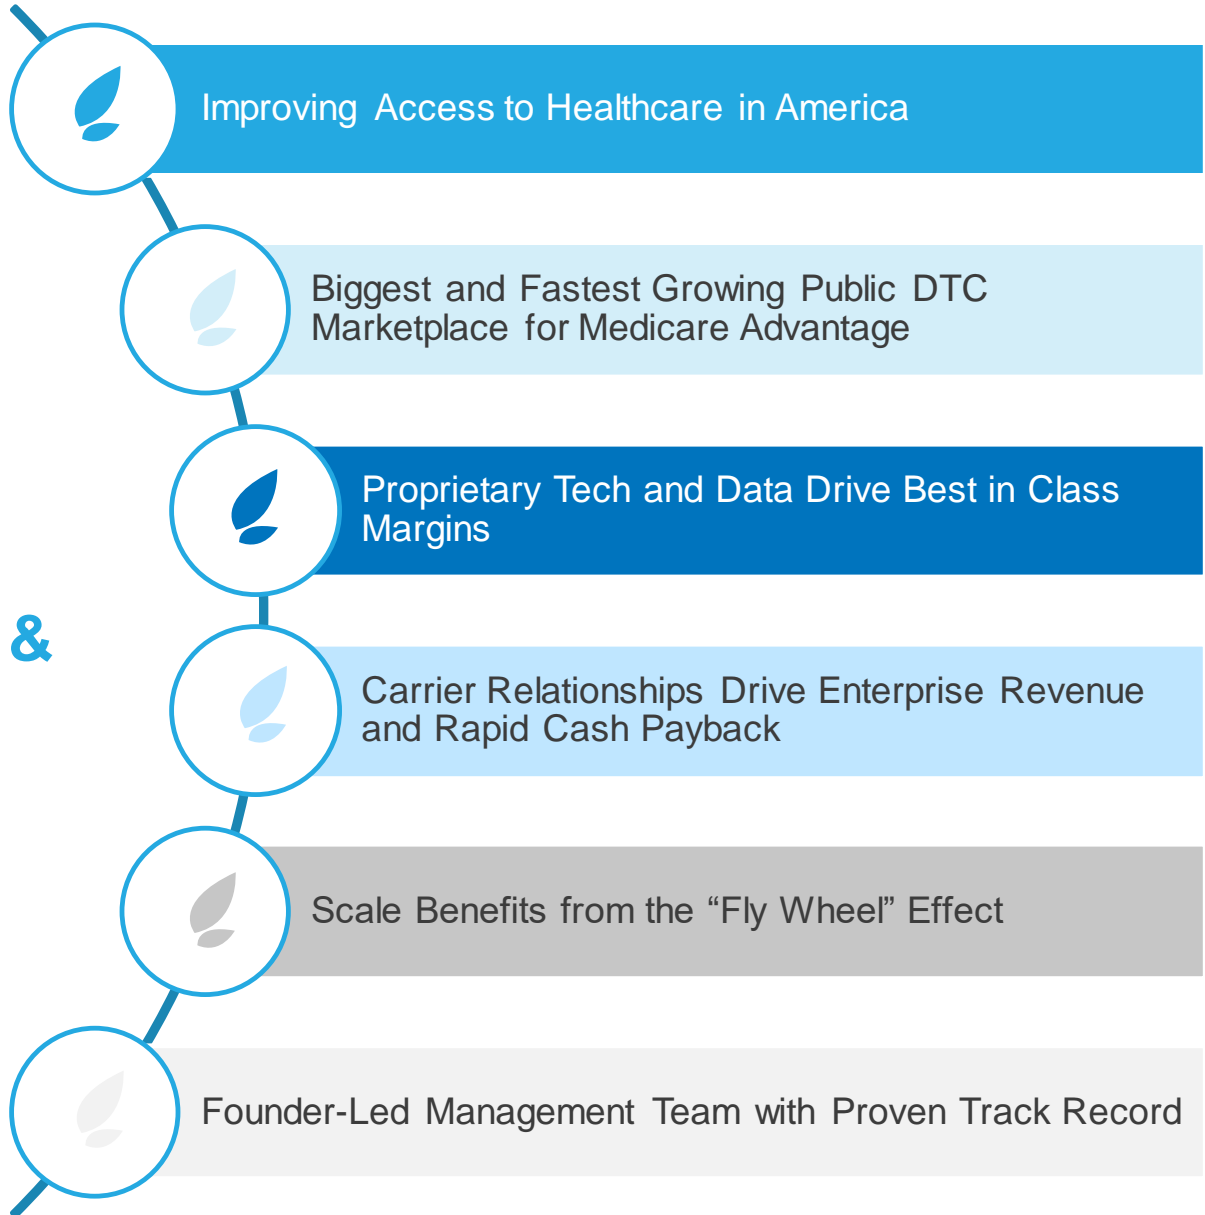 Improving Access to Healthcare in America
Biggest and Fastest Growing Public DTC
Marketplace for Medicare Advantage
Proprietary Tech and Data Drive Best in Class
Margins
&
Carrier Relationships Drive Enterprise Revenue
and Rapid Cash Payback
Scale Benefits from the “Fly Wheel” Effect
Founder-Led Management Team with Proven Track Record